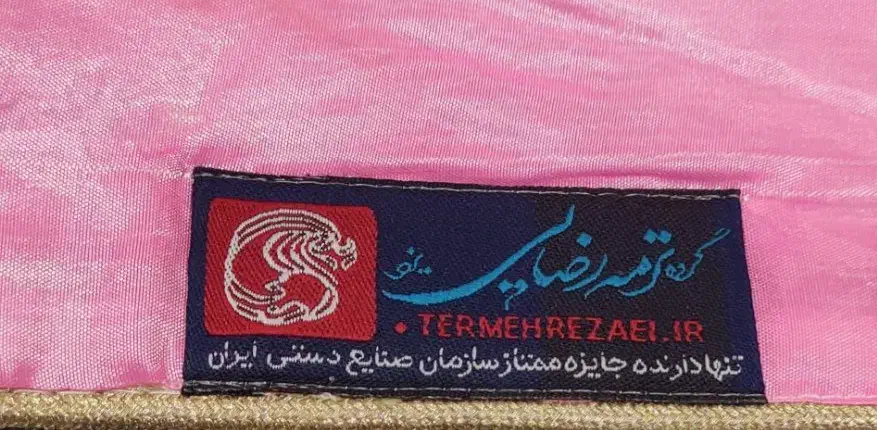 گروه ترمه رضایی یزد
TERMEHREZAEI.IR
تنها دارنده جایزه ممتاز سازمان صنایع دستی ایران